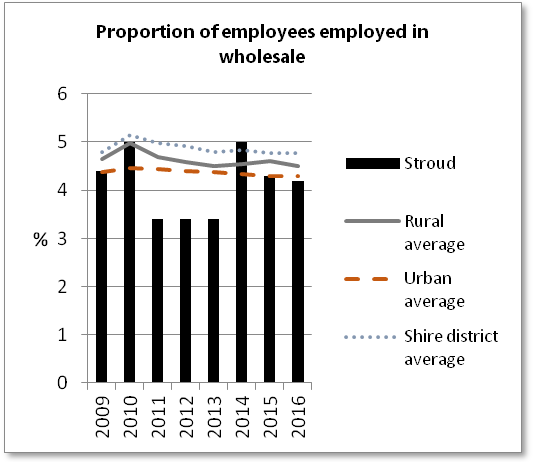 Proportion of employees employed in
wholesale
6
5
4
3
2
1
0
%
2009
2010
2011
2012
2013
2014
2015
2016
Stroud
Rural
average
Urban
average
Shire district
average